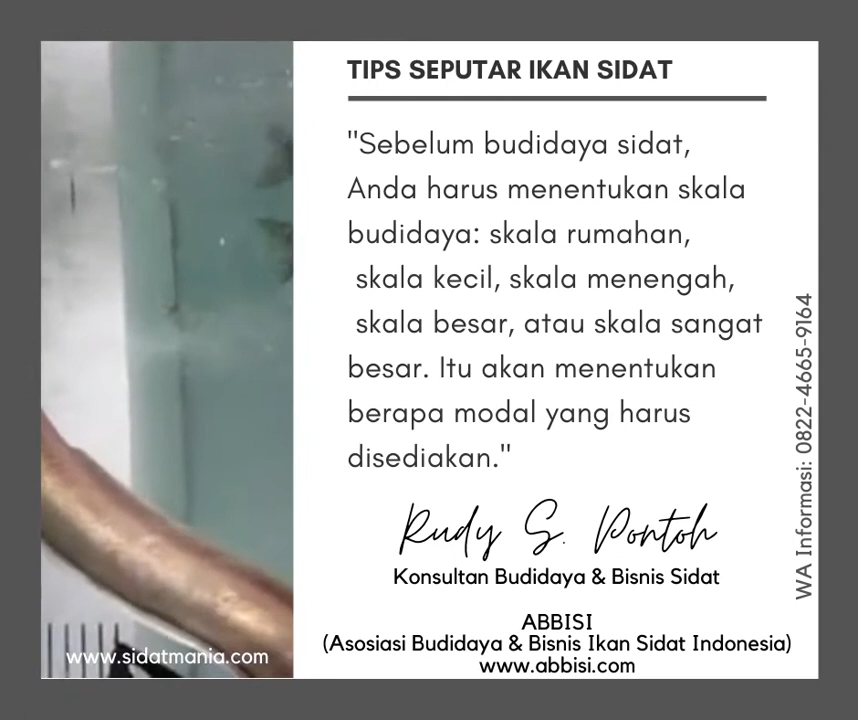 TIPS SEPUTAR IKAN SIDAT
"Sebelum budidaya sidat,
Anda harus menentukan skala
budidaya: skala rumahan,
skala kecil, skala menengah,
skala besar, atau skala sangat
besar. Itu akan menentukan
berapa modal yang harus
disediakan."
Rudy S. Pontoh
Konsultan Budidaya & Bisnis Sidat
ABBISI
(Asosiasi Budidaya & Bisnis Ikan Sidat Indonesia)
www.abbisi.com
WA Informasi: 0822-4665-9164
www.sidatmania.com